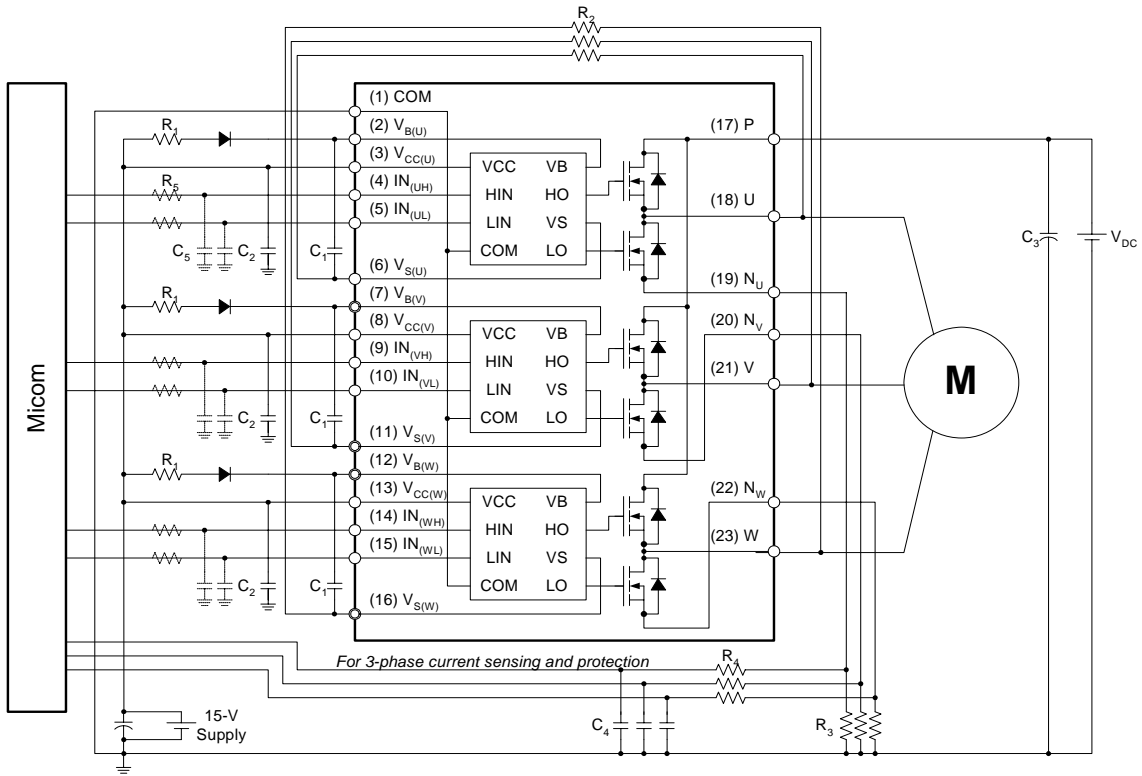 R2
(1) COM
(2) VB(U)
(3) VCC(U)
(4) IN(UH)
(5) IN(UL)
(6) VS(U)
(7) VB(V)
(8) VCC(V)
(9) IN(VH)
(10) IN(VL)
(11) VS(V)
(12) VB(W)
(13) VCC(W)
(14) IN(WH)
(15) IN(WL)
(16) VS(W)
R1
R5
C5
C2
C1
R1
C2
C1
R1
C2
C1
Micom
VCC VB
HIN HO
LIN VS
COM LO
VCC VB
HIN HO
LIN VS
COM LO
VCC VB
HIN HO
LIN VS
COM LO
(17) P
(18) U
(19) NU
(20) NV
(21) V
(22) NW
(23) W
C3
VDC
M
For 3-phase current sensing and protection
R4
C4
R3
15-V
Supply